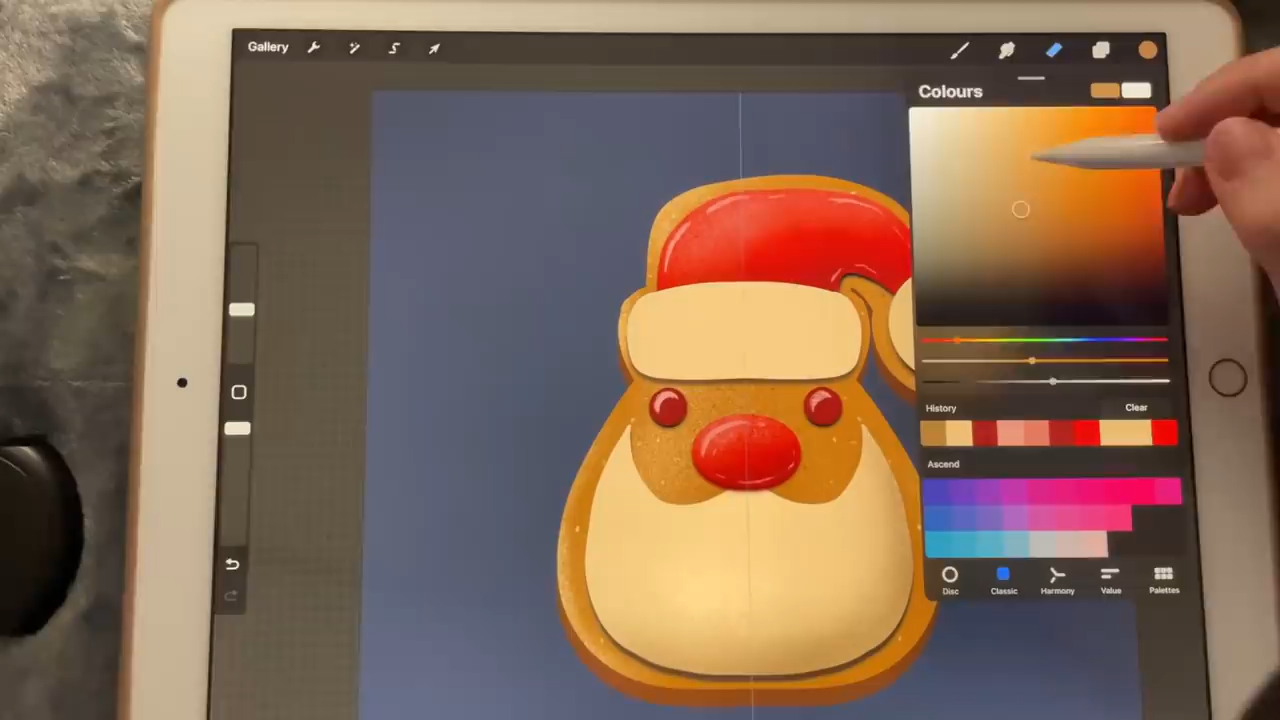 Gallery
Colours
History Clear
Ascend
Disc Classic Harmony Value Palettes